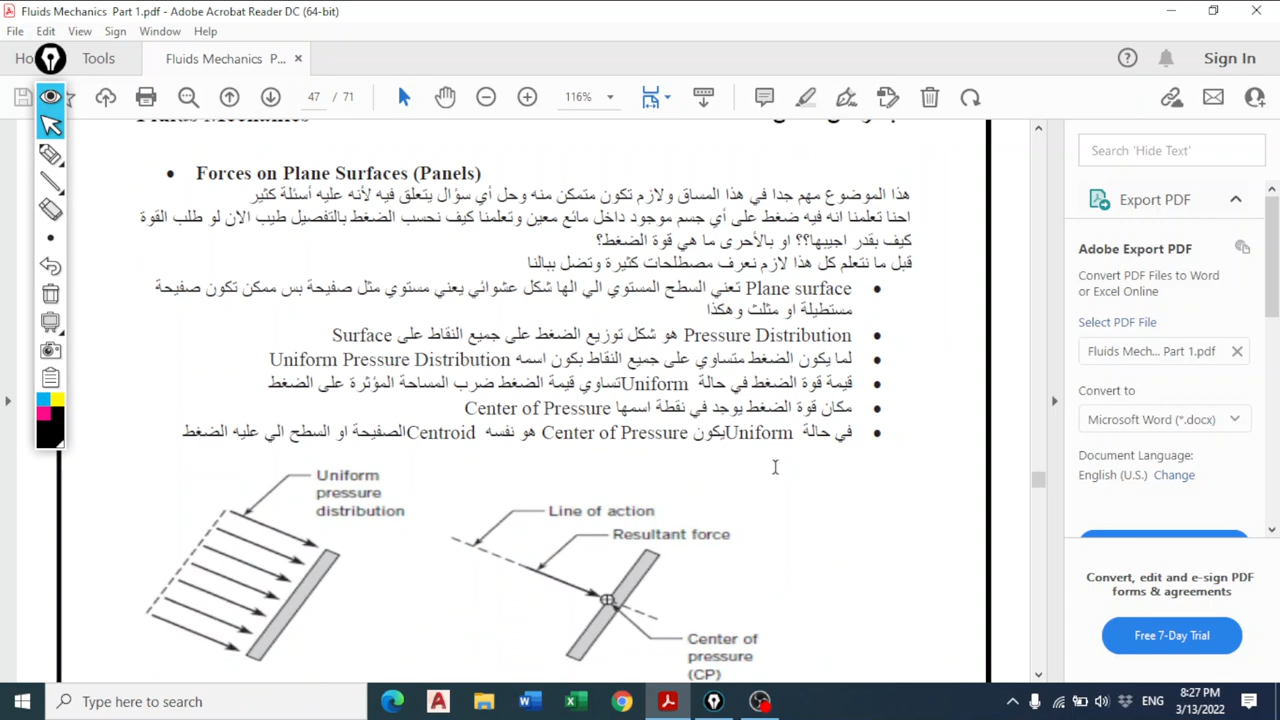 Fluids Mechanics Part 1.pdf - Adobe Acrobat Reader DC (64-bit)
File Edit View Sign Window Help
Ho Tools Fluids Mechanics P... × Sign In
47 / 71 116%
• Forces on Plane Surfaces (Panels)
هذا الموضوع مهم جدا في هذا المساق ولازم تكون متمكن منه وحل أي سؤال يتعلق فيه لأنه عليه أسئلة كثير
احنا تعلمنا انه فيه ضغط على أي جسم موجود داخل مائع معين وتعلمنا كيف نحسب الضغط بالتفصيل طيب الان لو طلب القوة
كيف بقدر اجيبها؟؟ او بالأحرى ما هي قوة الضغط؟
قبل ما نتعلم كل هذا لازم نعرف مصطلحات كثيرة وتضل ببالنا
• Plane surface تعني السطح المستوي الي الها شكل عشوائي يعني مستوي مثل صفيحة بس ممكن تكون صفيحة
مستطيلة او مثلث وهكذا
• Pressure Distribution هو شكل توزيع الضغط على جميع النقاط على Surface
• لما يكون الضغط متساوي على جميع النقاط بكون اسمه Uniform Pressure Distribution
• قيمة قوة الضغط في حالة Uniform تساوي قيمة الضغط ضرب المساحة المؤثرة على الضغط
• مكان قوة الضغط يوجد في نقطة اسمها Center of Pressure
• في حالة Uniform يكون Center of Pressure هو نفسه Centroid الصفيحة او السطح الي عليه الضغط
Uniform
pressure
distribution
Line of action
Resultant force
Center of
pressure
(CP)
Search 'Hide Text'
Export PDF
Adobe Export PDF
Convert PDF Files to Word
or Excel Online
Select PDF File
Fluids Mech... Part 1.pdf
Convert to
Microsoft Word (*.docx)
Document Language:
English (U.S.) Change
Convert, edit and e-sign PDF
forms & agreements
Free 7-Day Trial
Type here to search
ENG
8:27 PM
3/13/2022